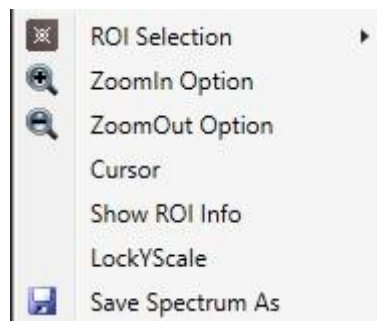 ROI Selection
ZoomIn Option
ZoomOut Option
Cursor
Show ROI Info
LockYScale
Save Spectrum As